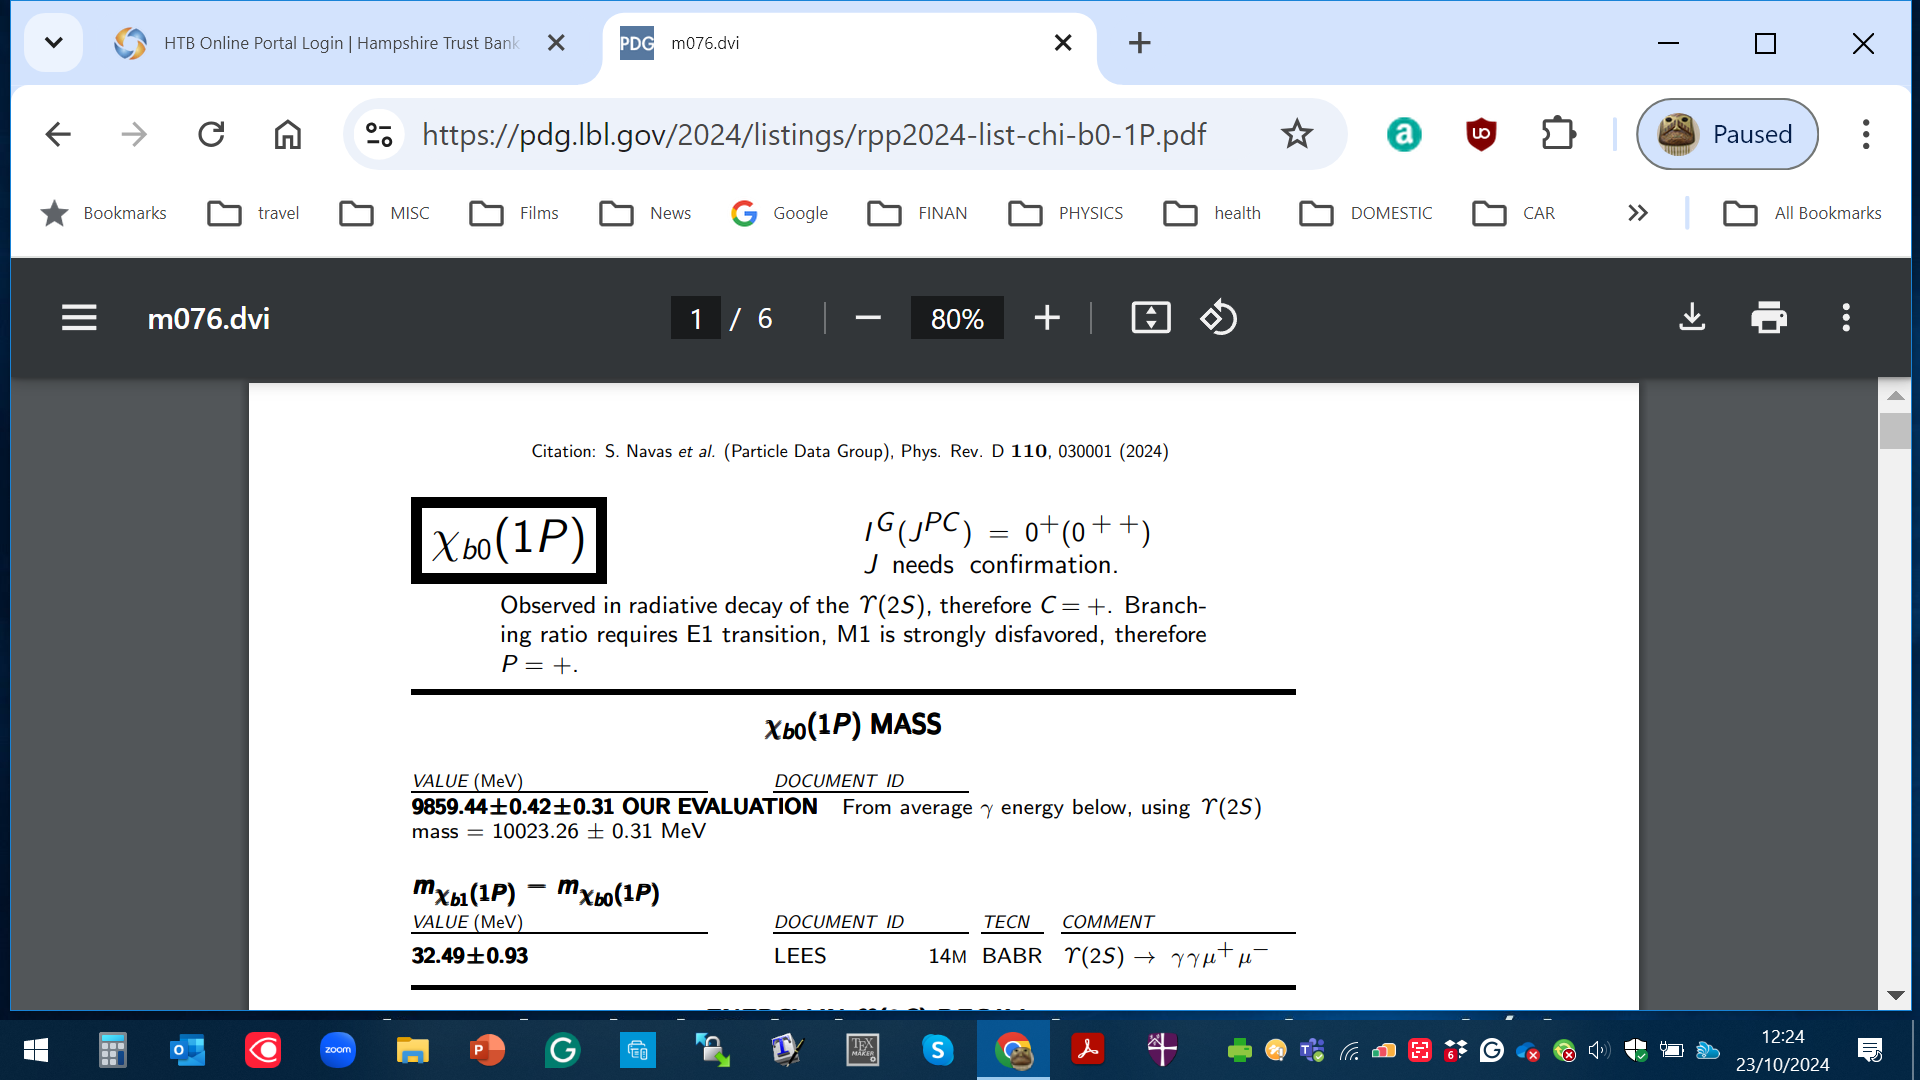 HTB Online Portal Login | Hampshire Trust Bank
PDG m076.dvi
https://pdg.lbl.gov/2024/listings/rpp2024-list-chi-b0-1P.pdf
a
Paused
Bookmarks travel MISC Films News Google FINAN PHYSICS health DOMESTIC CAR All Bookmarks
m076.dvi 1 / 6 80%
Citation: S. Navas et al. (Particle Data Group), Phys. Rev. D 110, 030001 (2024)
χb0(1P) I^G(J^PC) = 0^+(0^{+ +})
J needs confirmation.
Observed in radiative decay of the ϒ(2S), therefore C = +. Branch-
ing ratio requires E1 transition, M1 is strongly disfavored, therefore
P = +.
χb0(1P) MASS
VALUE (MeV) DOCUMENT ID
9859.44±0.42±0.31 OUR EVALUATION From average γ energy below, using ϒ(2S)
mass = 10023.26 ± 0.31 MeV
mχb1(1P) − mχb0(1P)
VALUE (MeV) DOCUMENT ID TECN COMMENT
32.49±0.93 LEES 14M BABR ϒ(2S) → γγμ+μ−
zoom
12:24
23/10/2024